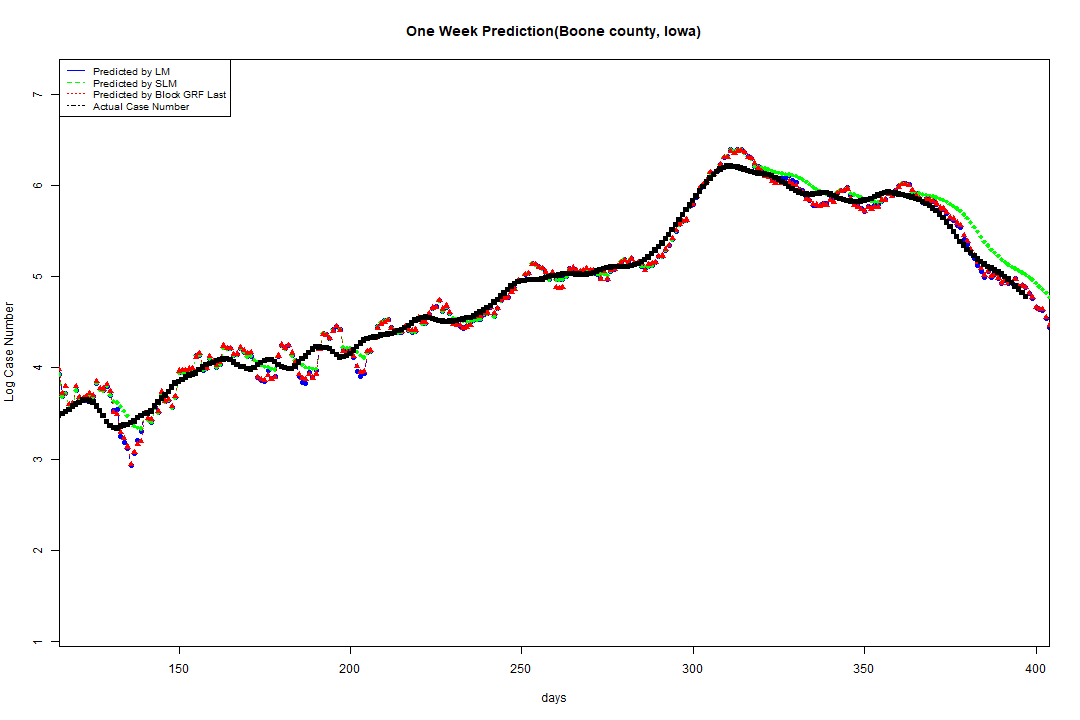 One Week Prediction(Boone county, Iowa)
Predicted by LM
Predicted by SLM
Predicted by Block GRF Last
Actual Case Number
7
6
5
4
3
2
1
Log Case Number
150 200 250 300 350 400
days